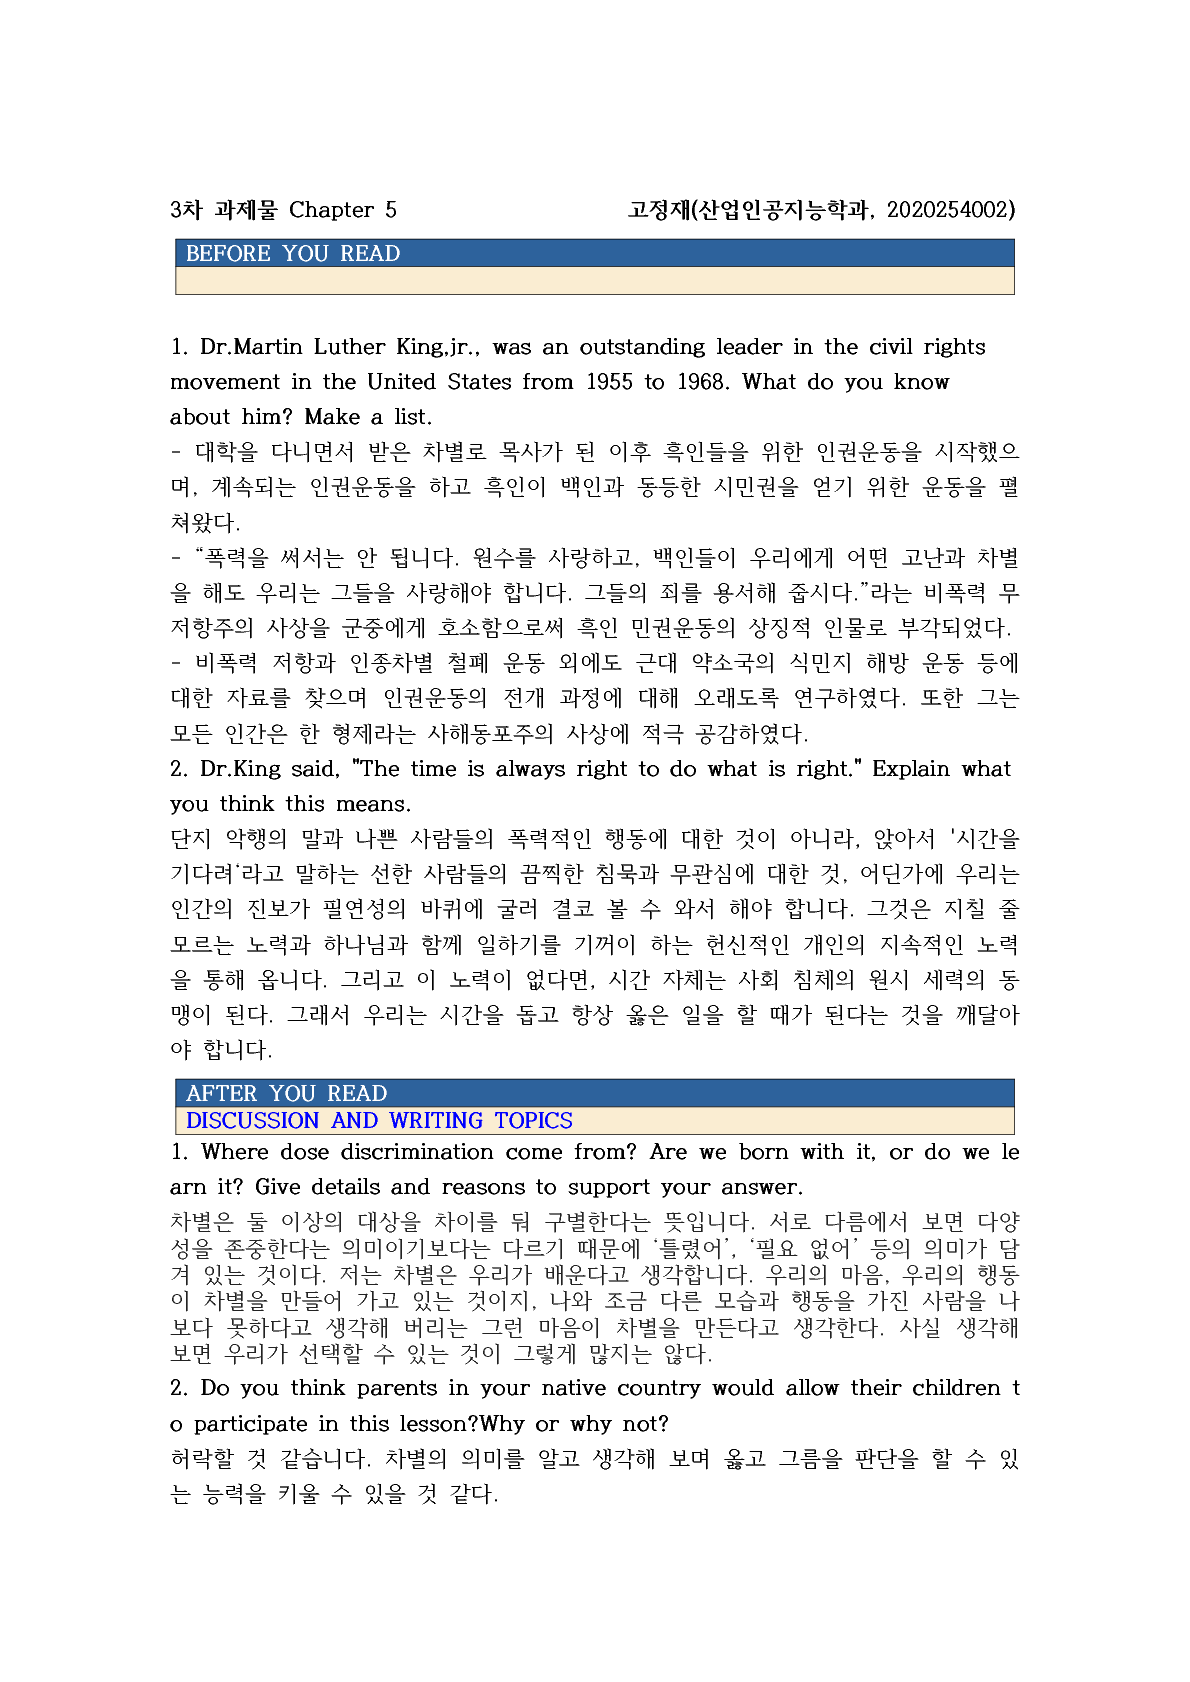 3차 과제물 Chapter 5 고정재(산업인공지능학과, 2020254002)
BEFORE YOU READ
1. Dr.Martin Luther King,jr., was an outstanding leader in the civil rights
movement in the United States from 1955 to 1968. What do you know
about him? Make a list.
- 대학을 다니면서 받은 차별로 목사가 된 이후 흑인들을 위한 인권운동을 시작했으
며, 계속되는 인권운동을 하고 흑인이 백인과 동등한 시민권을 얻기 위한 운동을 펼
쳐왔다.
- “폭력을 써서는 안 됩니다. 원수를 사랑하고, 백인들이 우리에게 어떤 고난과 차별
을 해도 우리는 그들을 사랑해야 합니다. 그들의 죄를 용서해 줍시다.”라는 비폭력 무
저항주의 사상을 군중에게 호소함으로써 흑인 민권운동의 상징적 인물로 부각되었다.
- 비폭력 저항과 인종차별 철폐 운동 외에도 근대 약소국의 식민지 해방 운동 등에
대한 자료를 찾으며 인권운동의 전개 과정에 대해 오래도록 연구하였다. 또한 그는
모든 인간은 한 형제라는 사해동포주의 사상에 적극 공감하였다.
2. Dr.King said, "The time is always right to do what is right." Explain what
you think this means.
단지 악행의 말과 나쁜 사람들의 폭력적인 행동에 대한 것이 아니라, 앉아서 '시간을
기다려‘라고 말하는 선한 사람들의 끔찍한 침묵과 무관심에 대한 것, 어딘가에 우리는
인간의 진보가 필연성의 바퀴에 굴러 결코 볼 수 와서 해야 합니다. 그것은 지칠 줄
모르는 노력과 하나님과 함께 일하기를 기꺼이 하는 헌신적인 개인의 지속적인 노력
을 통해 옵니다. 그리고 이 노력이 없다면, 시간 자체는 사회 침체의 원시 세력의 동
맹이 된다. 그래서 우리는 시간을 돕고 항상 옳은 일을 할 때가 된다는 것을 깨달아
야 합니다.
AFTER YOU READ
DISCUSSION AND WRITING TOPICS
1. Where dose discrimination come from? Are we born with it, or do we le
arn it? Give details and reasons to support your answer.
차별은 둘 이상의 대상을 차이를 둬 구별한다는 뜻입니다. 서로 다름에서 보면 다양
성을 존중한다는 의미이기보다는 다르기 때문에 ‘틀렸어’, ‘필요 없어’ 등의 의미가 담
겨 있는 것이다. 저는 차별은 우리가 배운다고 생각합니다. 우리의 마음, 우리의 행동
이 차별을 만들어 가고 있는 것이지, 나와 조금 다른 모습과 행동을 가진 사람을 나
보다 못하다고 생각해 버리는 그런 마음이 차별을 만든다고 생각한다. 사실 생각해
보면 우리가 선택할 수 있는 것이 그렇게 많지는 않다.
2. Do you think parents in your native country would allow their children t
o participate in this lesson?Why or why not?
허락할 것 같습니다. 차별의 의미를 알고 생각해 보며 옳고 그름을 판단을 할 수 있
는 능력을 키울 수 있을 것 같다.